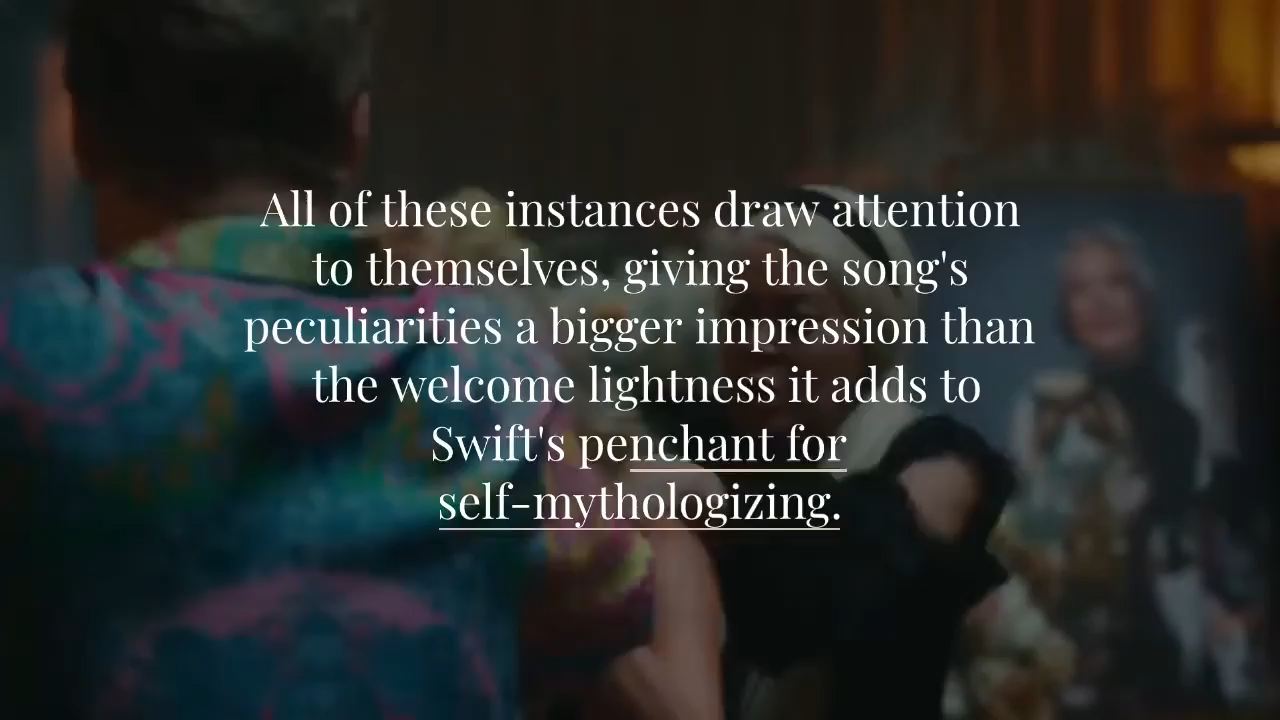 All of these instances draw attention
to themselves, giving the song's
peculiarities a bigger impression than
the welcome lightness it adds to
Swift's penchant for
self-mythologizing.